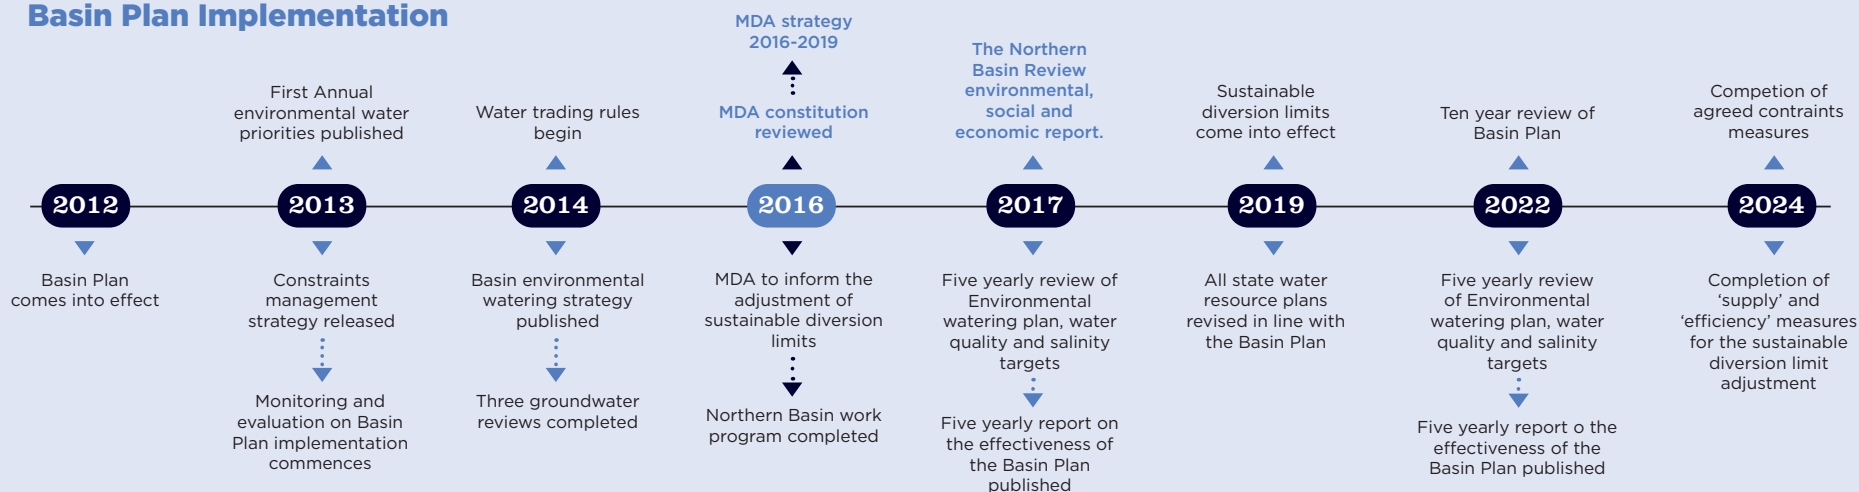 Basin Plan Implementation
Basin Plan
comes into effect
2012
First Annual
environmental water
priorities published
2013
Constraints
management
strategy released
Monitoring and
evaluation on Basin
Plan implementation
commences
Water trading rules
begin
2014
Basin environmental
watering strategy
published
Three groundwater
reviews completed
MDA strategy
2016-2019
MDA constitution
reviewed
2016
MDA to inform the
adjustment of
sustainable diversion
limits
Northern Basin work
program completed
The Northern
Basin Review
environmental,
social and
economic report.
2017
Five yearly review of
Environmental
watering plan, water
quality and salinity
targets
Five yearly report on
the effectiveness of
the Basin Plan
published
Sustainable
diversion limits
come into effect
2019
All state water
resource plans
revised in line with
the Basin Plan
Ten year review of
Basin Plan
2022
Five yearly review
of Environmental
watering plan, water
quality and salinity
targets
Five yearly report o the
effectiveness of the
Basin Plan published
Competion of
agreed contraints
measures
2024
Completion of
‘supply’ and
‘efficiency’ measures
for the sustainable
diversion limit
adjustment